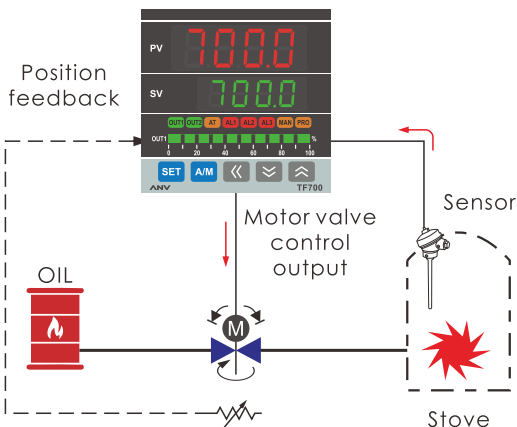 PV
700.0
SV
700.0
OUT1 OUT2 AT AL1 AL2 AL3 MAN PRO
OUT1
%
0 20 40 60 80 100
SET A/M
ANV
TF700
Position
feedback
Motor valve
control
output
Sensor
OIL
M
Stove